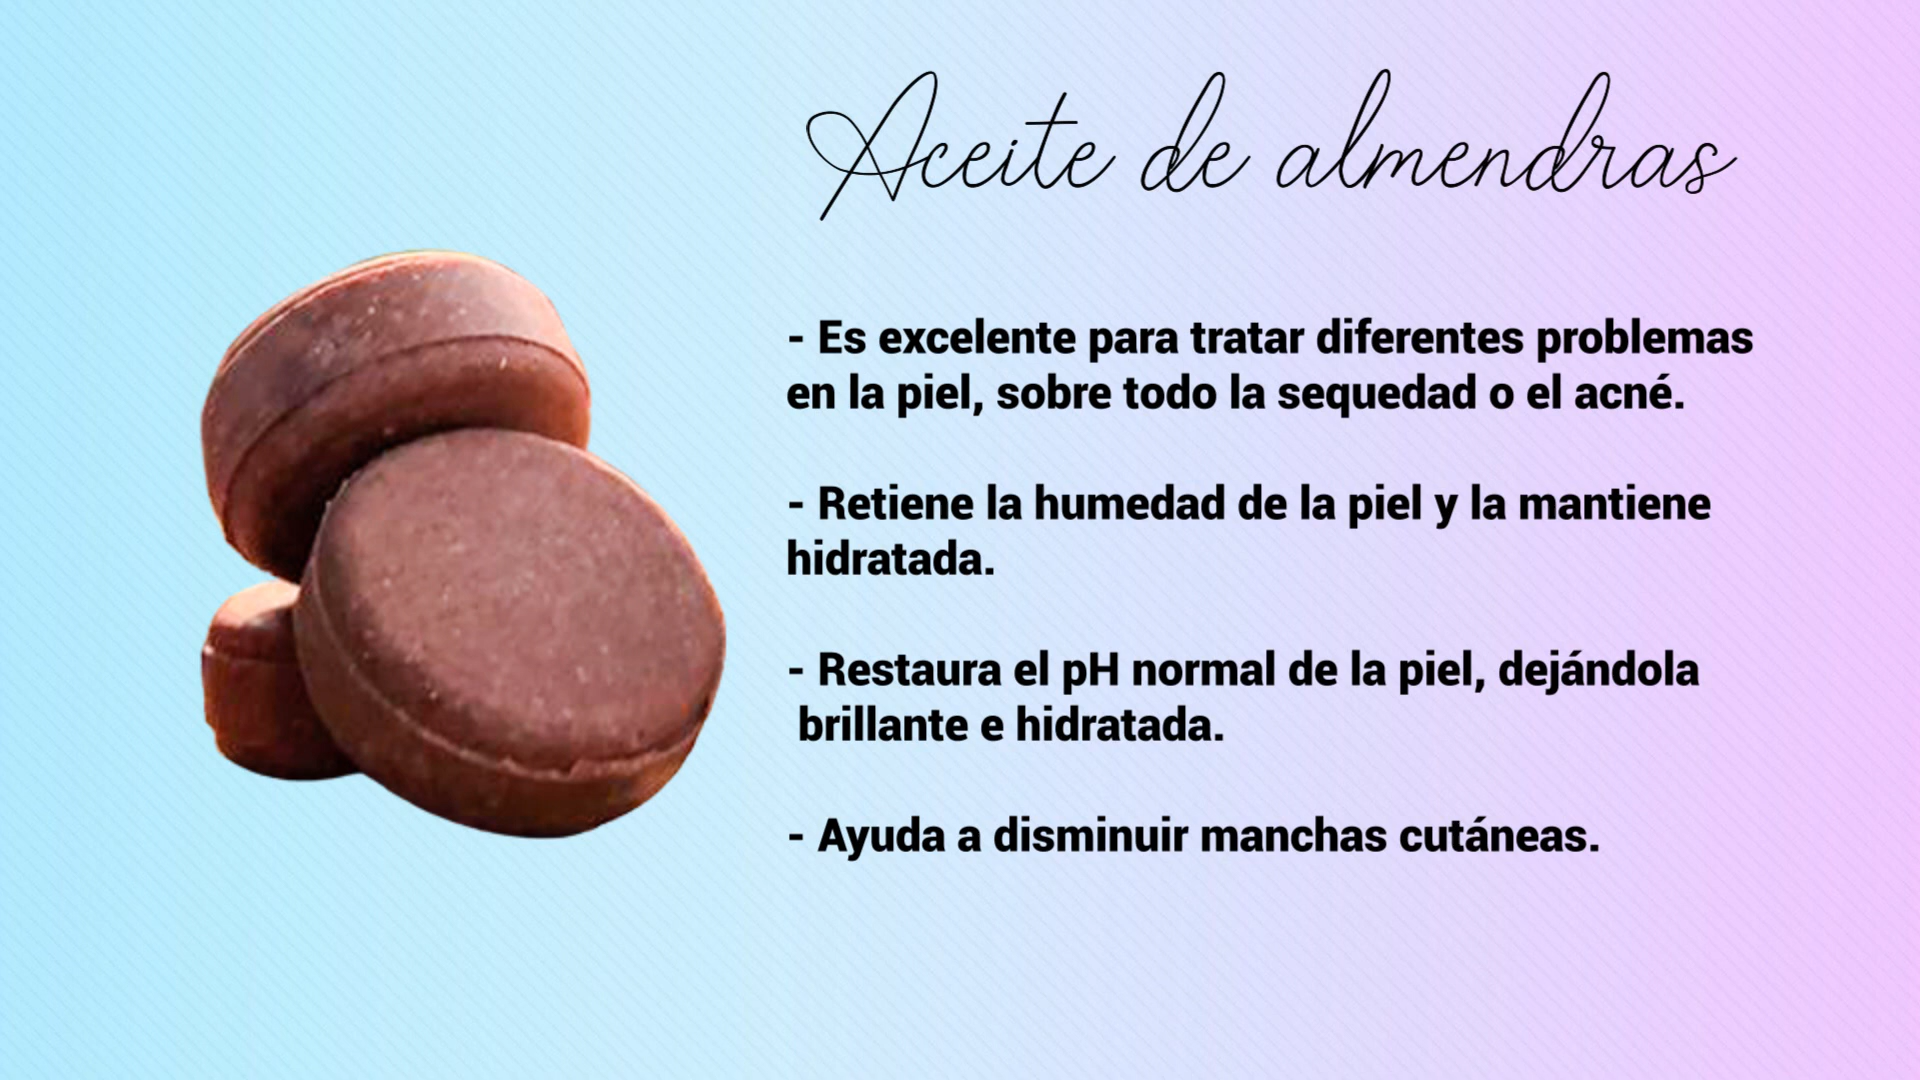 Aceite de almendras
- Es excelente para tratar diferentes problemas
en la piel, sobre todo la sequedad o el acné.
- Retiene la humedad de la piel y la mantiene
hidratada.
- Restaura el pH normal de la piel, dejándola
brillante e hidratada.
- Ayuda a disminuir manchas cutáneas.